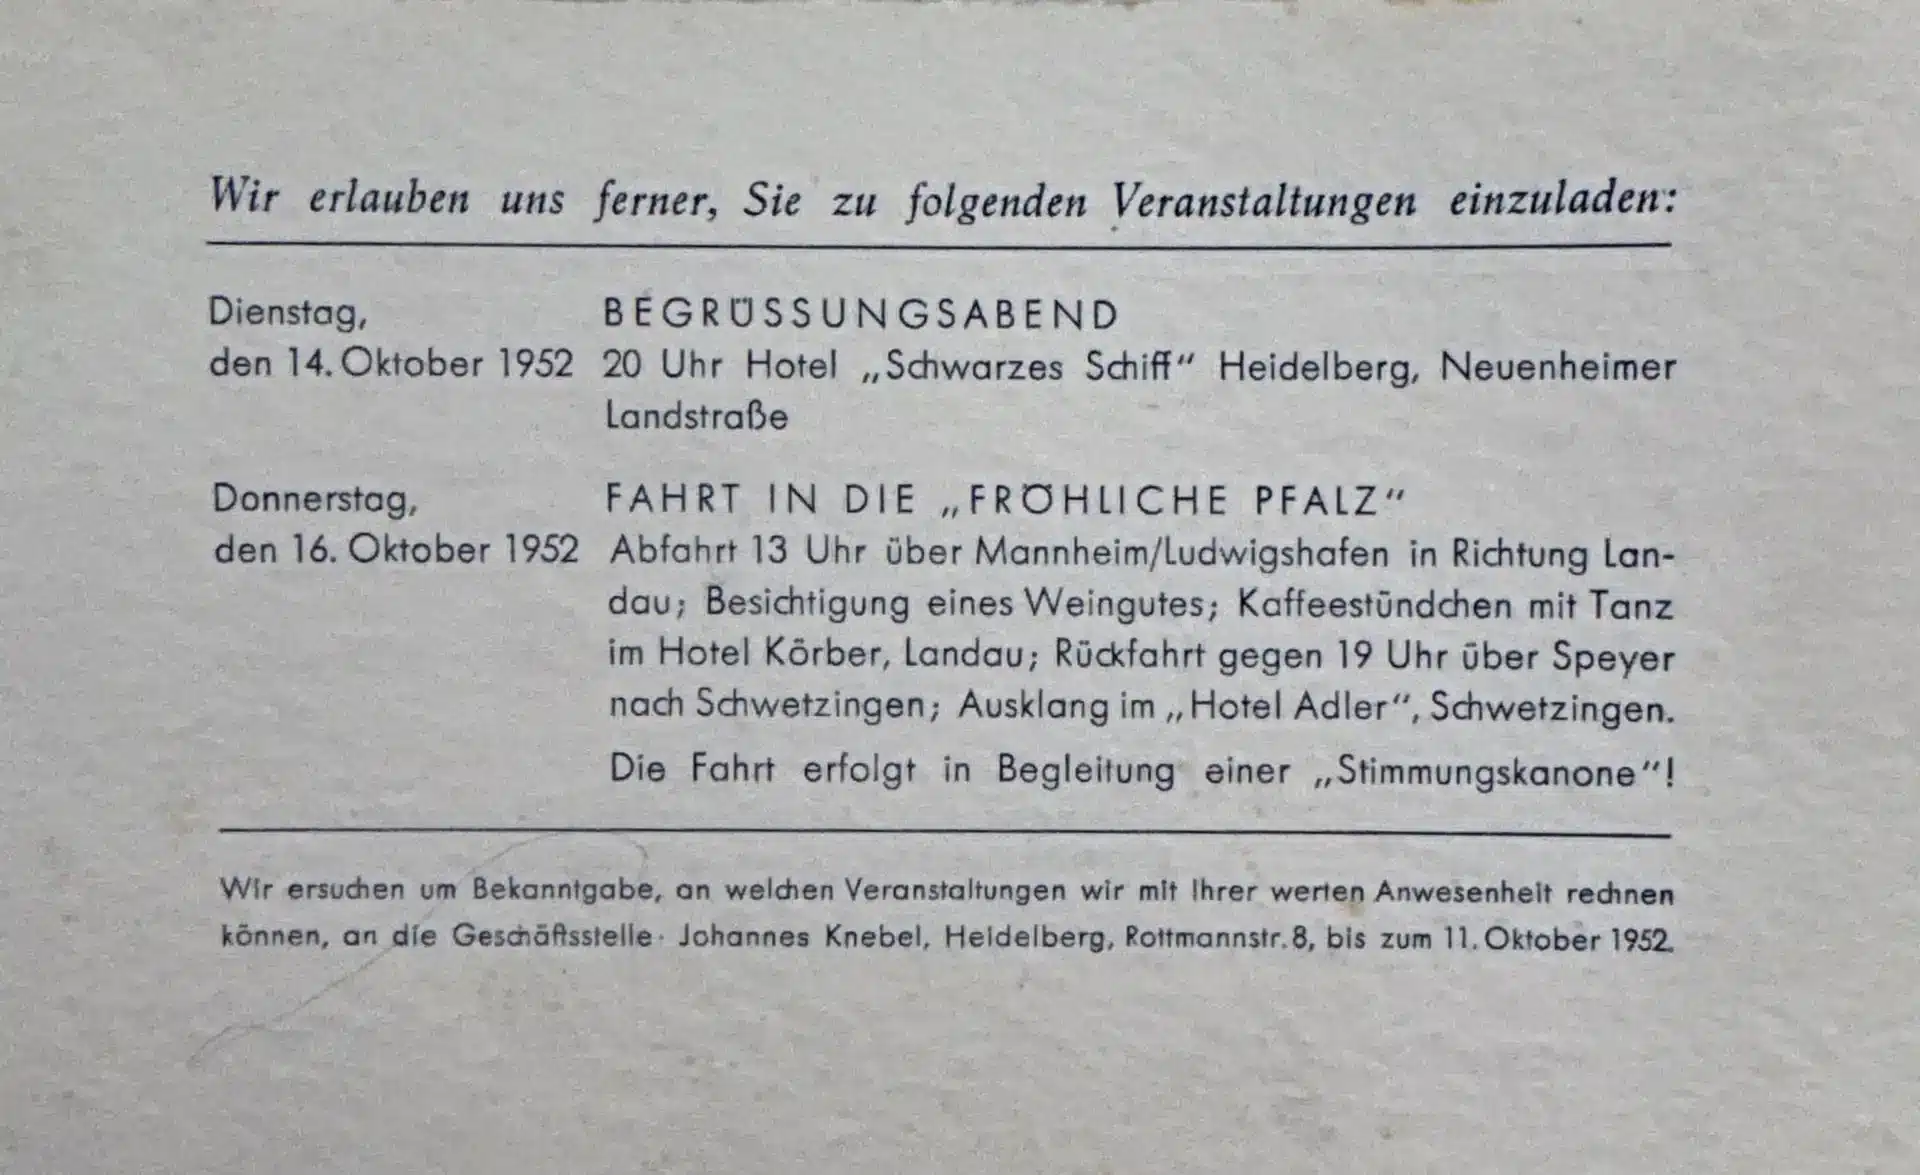 Wir erlauben uns ferner, Sie zu folgenden Veranstaltungen einzuladen:
Dienstag,
den 14. Oktober 1952
BEGRÜSSUNGSABEND
20 Uhr Hotel „Schwarzes Schiff“ Heidelberg, Neuenheimer
Landstraße
Donnerstag,
den 16. Oktober 1952
FAHRT IN DIE „FRÖHLICHE PFALZ“
Abfahrt 13 Uhr über Mannheim/Ludwigshafen in Richtung Lan-
dau; Besichtigung eines Weingutes; Kaffeestündchen mit Tanz
im Hotel Körber, Landau; Rückfahrt gegen 19 Uhr über Speyer
nach Schwetzingen; Ausklang im „Hotel Adler“, Schwetzingen.
Die Fahrt erfolgt in Begleitung einer „Stimmungskanone“!
Wir ersuchen um Bekanntgabe, an welchen Veranstaltungen wir mit Ihrer werten Anwesenheit rechnen
können, an die Geschäftsstelle· Johannes Knebel, Heidelberg, Rottmannstr. 8, bis zum 11. Oktober 1952.